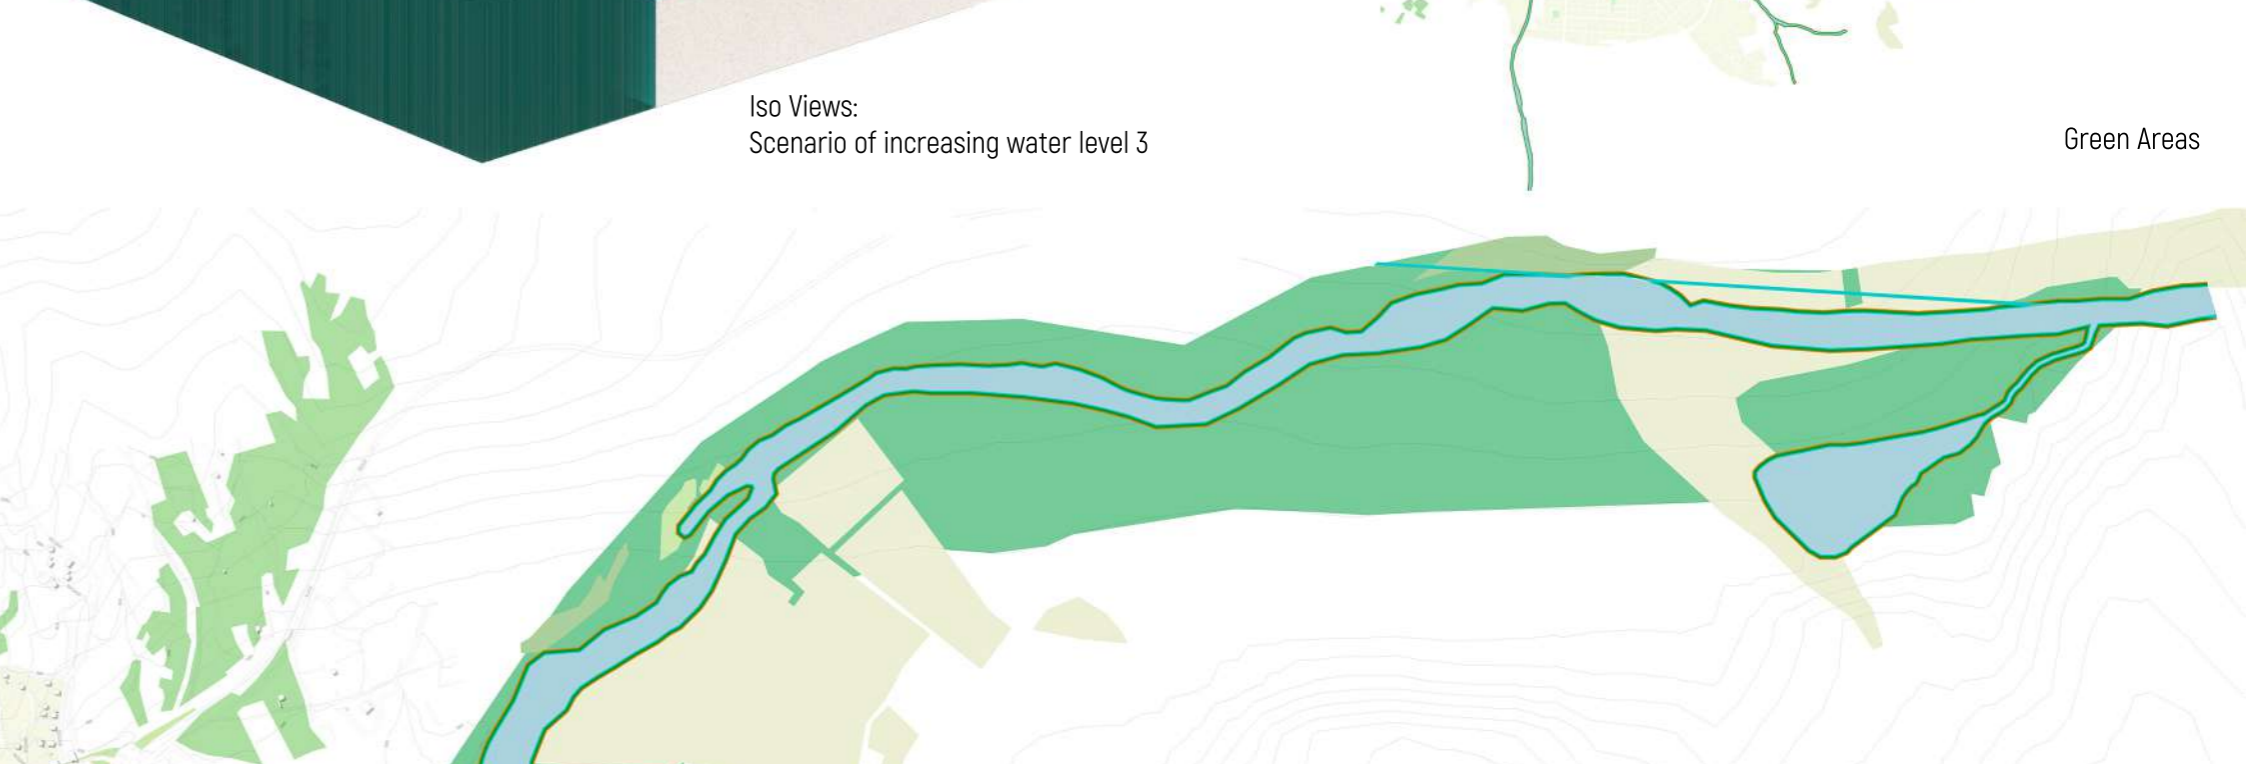 Iso Views:
Scenario of increasing water level 3
Green Areas